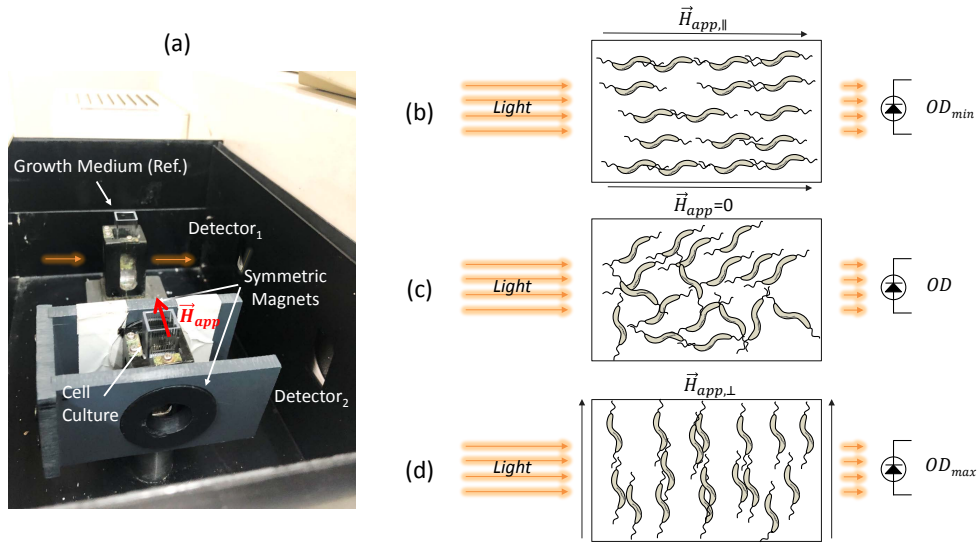 (a)
Growth Medium (Ref.)
Detector₁
Symmetric
Magnets
H⃗app
Cell
Culture
Detector₂
(b)
Light
H⃗app,∥
ODmin
(c)
Light
H⃗app=0
OD
(d)
Light
H⃗app,⊥
ODmax